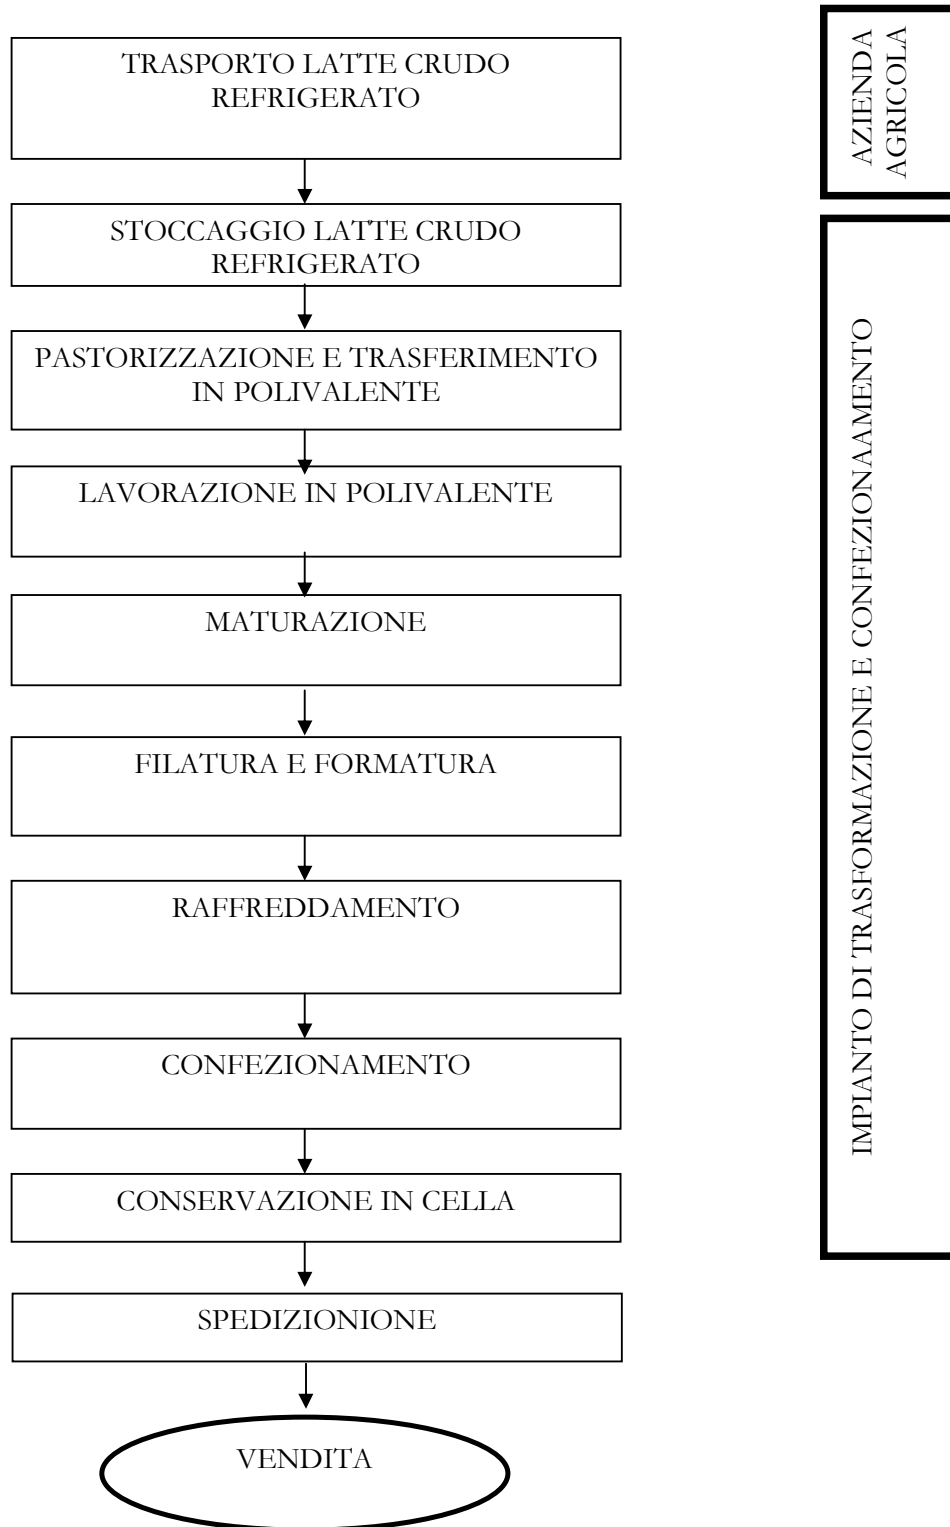 TRASPORTO LATTE CRUDO
REFRIGERATO
STOCCAGGIO LATTE CRUDO
REFRIGERATO
PASTORIZZAZIONE E TRASFERIMENTO
IN POLIVALENTE
LAVORAZIONE IN POLIVALENTE
MATURAZIONE
FILATURA E FORMATURA
RAFFREDDAMENTO
CONFEZIONAMENTO
CONSERVAZIONE IN CELLA
SPEDIZIONIONE
VENDITA
AZIENDA
AGRICOLA
IMPIANTO DI TRASFORMAZIONE E CONFEZIONAAMENTO